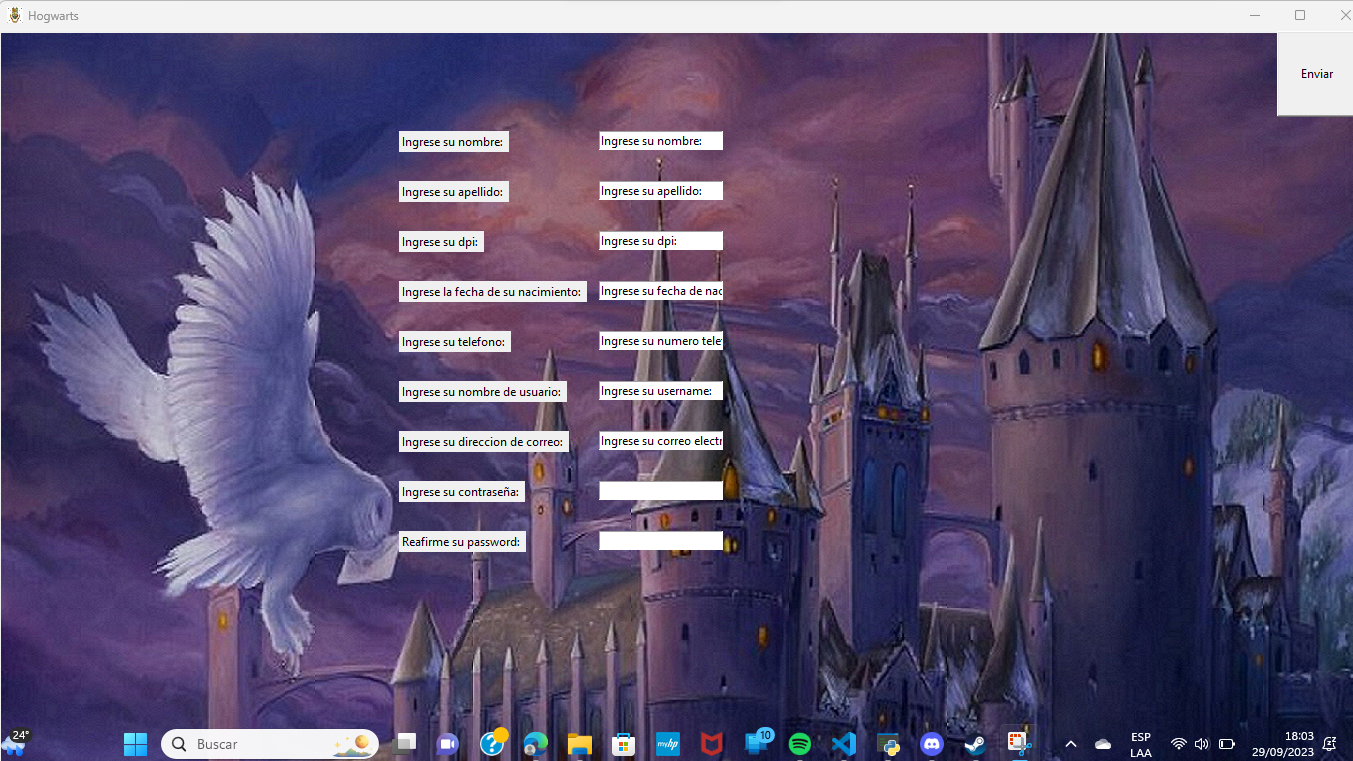 Hogwarts
Enviar
Ingrese su nombre: Ingrese su nombre:
Ingrese su apellido: Ingrese su apellido:
Ingrese su dpi: Ingrese su dpi:
Ingrese la fecha de su nacimiento: Ingrese su fecha de nac
Ingrese su telefono: Ingrese su numero tele
Ingrese su nombre de usuario: Ingrese su username:
Ingrese su direccion de correo: Ingrese su correo electr
Ingrese su contraseña:
Reafirme su password:
24°
Buscar
myhp
10
ESP
LAA
18:03
29/09/2023